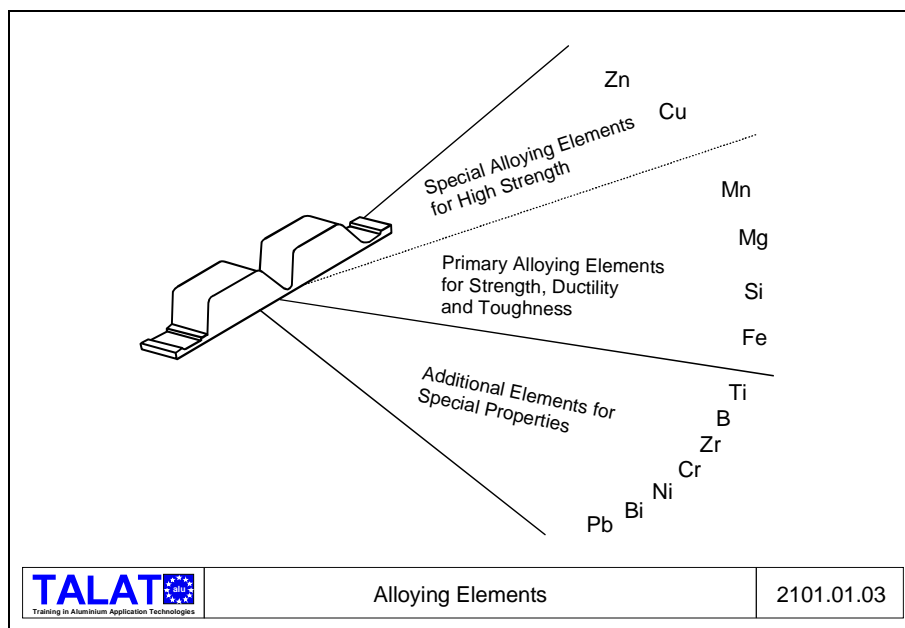 Zn
Cu
Special Alloying Elements
for High Strength
Mn
Mg
Primary Alloying Elements
for Strength, Ductility
and Toughness
Si
Fe
Additional Elements for
Special Properties
Ti
B
Zr
Cr
Ni
Bi
Pb
TALAT
alu
Training in Aluminium Application Technologies
Alloying Elements
2101.01.03